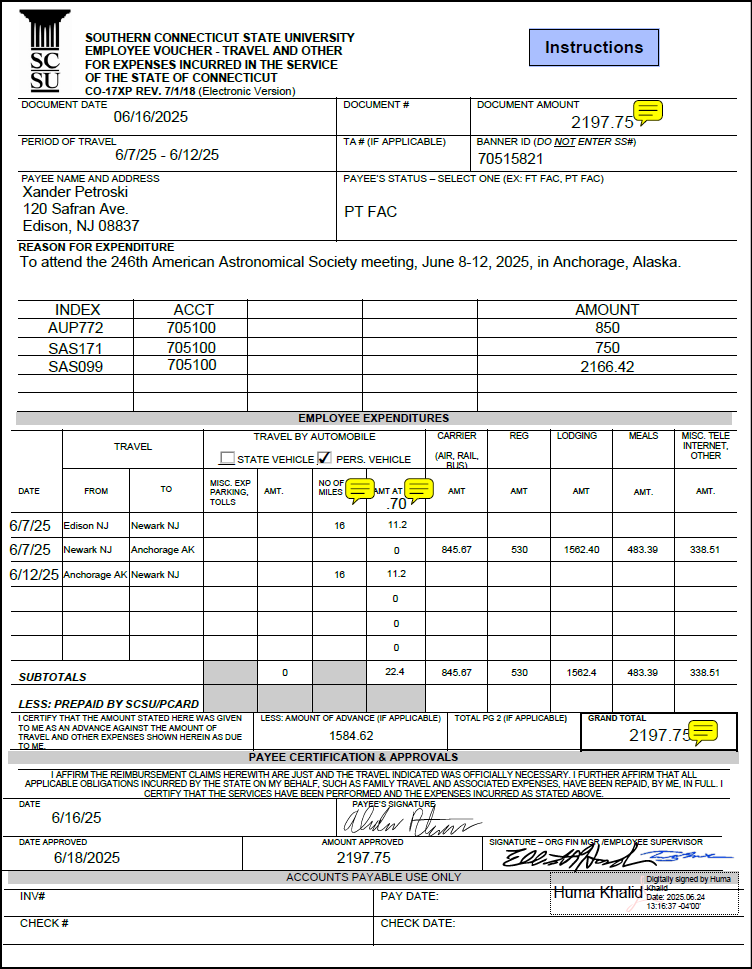 SC
SU
SOUTHERN CONNECTICUT STATE UNIVERSITY
EMPLOYEE VOUCHER - TRAVEL AND OTHER
FOR EXPENSES INCURRED IN THE SERVICE
OF THE STATE OF CONNECTICUT
CO-17XP REV. 7/1/18 (Electronic Version)
Instructions
DOCUMENT DATE
06/16/2025
DOCUMENT #
DOCUMENT AMOUNT
2197.75
PERIOD OF TRAVEL
6/7/25 - 6/12/25
TA # (IF APPLICABLE)
BANNER ID (DO NOT ENTER SS#)
70515821
PAYEE NAME AND ADDRESS
Xander Petroski
120 Safran Ave.
Edison, NJ 08837
PAYEE'S STATUS – SELECT ONE (EX: FT FAC, PT FAC)
PT FAC
REASON FOR EXPENDITURE
To attend the 246th American Astronomical Society meeting, June 8-12, 2025, in Anchorage, Alaska.
INDEX ACCT AMOUNT
AUP772 705100 850
SAS171 705100 750
SAS099 705100 2166.42
EMPLOYEE EXPENDITURES
TRAVEL
TRAVEL BY AUTOMOBILE
STATE VEHICLE PERS. VEHICLE
CARRIER
(AIR, RAIL,
BUS)
REG
LODGING
MEALS
MISC. TELE
INTERNET,
OTHER
DATE
FROM
TO
MISC. EXP
PARKING,
TOLLS
AMT.
NO OF
MILES
AMT AT
.70
AMT
AMT
AMT
AMT.
AMT.
6/7/25 Edison NJ Newark NJ 16 11.2
6/7/25 Newark NJ Anchorage AK 0 845.67 530 1562.40 483.39 338.51
6/12/25 Anchorage AK Newark NJ 16 11.2
0
0
0
SUBTOTALS 0 22.4 845.67 530 1562.4 483.39 338.51
LESS: PREPAID BY SCSU/PCARD
I CERTIFY THAT THE AMOUNT STATED HERE WAS GIVEN
TO ME AS AN ADVANCE AGAINST THE AMOUNT OF
TRAVEL AND OTHER EXPENSES SHOWN HEREIN AS DUE
TO ME.
LESS: AMOUNT OF ADVANCE (IF APPLICABLE)
1584.62
TOTAL PG 2 (IF APPLICABLE)
GRAND TOTAL
2197.75
PAYEE CERTIFICATION & APPROVALS
I AFFIRM THE REIMBURSEMENT CLAIMS HEREWITH ARE JUST AND THE TRAVEL INDICATED WAS OFFICIALLY NECESSARY. I FURTHER AFFIRM THAT ALL
APPLICABLE OBLIGATIONS INCURRED BY THE STATE ON MY BEHALF, SUCH AS FAMILY TRAVEL AND ASSOCIATED EXPENSES, HAVE BEEN REPAID, BY ME, IN FULL. I
CERTIFY THAT THE SERVICES HAVE BEEN PERFORMED AND THE EXPENSES INCURRED AS STATED ABOVE.
DATE
6/16/25
PAYEE'S SIGNATURE
DATE APPROVED
6/18/2025
AMOUNT APPROVED
2197.75
SIGNATURE – ORG FIN MGR /EMPLOYEE SUPERVISOR
ACCOUNTS PAYABLE USE ONLY
Huma Khalid
Digitally signed by Huma
Khalid
Date: 2025.06.24
13:16:37 -04'00'
INV#
PAY DATE:
CHECK #
CHECK DATE: